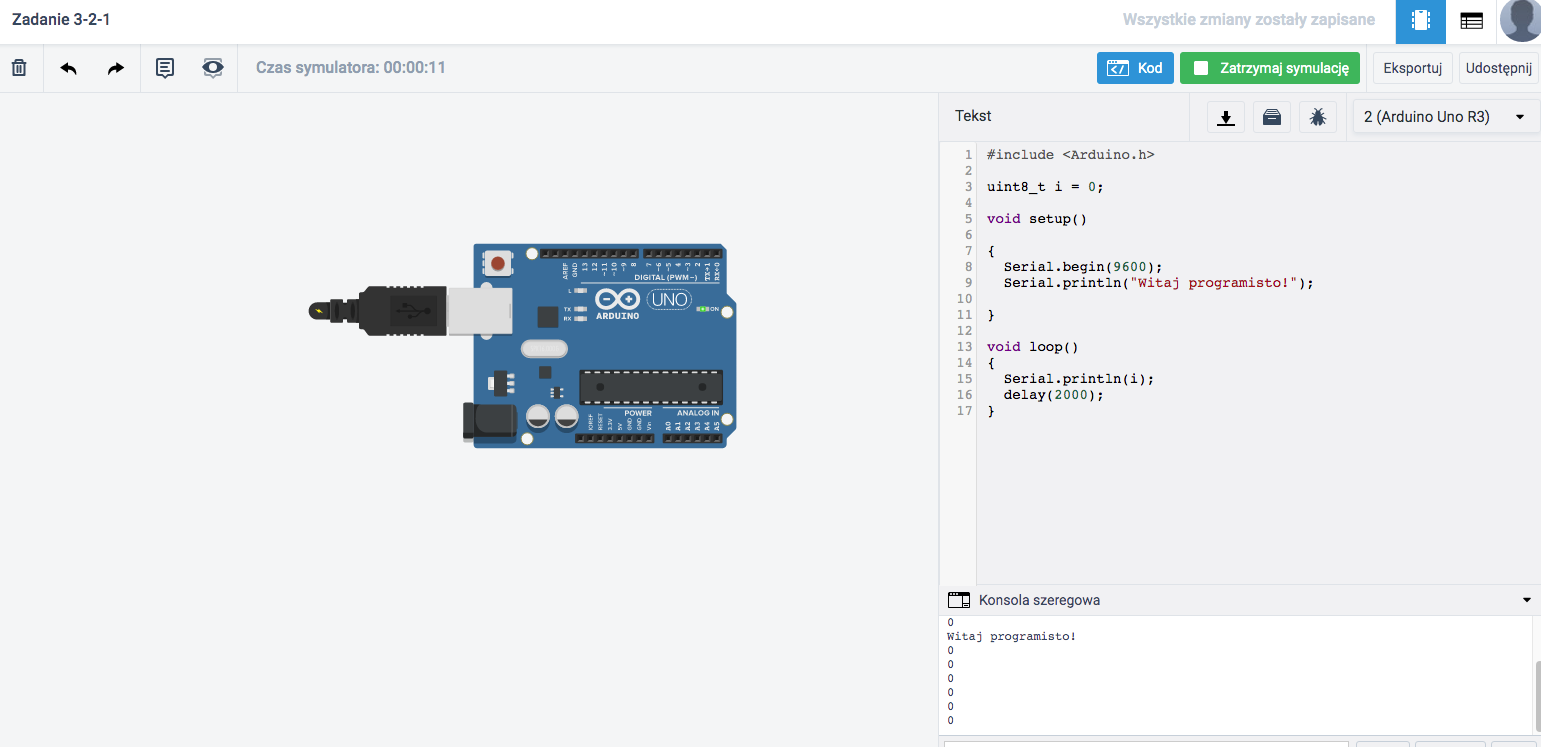 Zadanie 3-2-1
Wszystkie zmiany zostały zapisane
Czas symulatora: 00:00:11
Kod
Zatrzymaj symulację
Eksportuj
Udostępnij
Tekst
2 (Arduino Uno R3)
1 #include <Arduino.h>
2
3 uint8_t i = 0;
4
5 void setup()
6
7 {
8 Serial.begin(9600);
9 Serial.println("Witaj programisto!");
10
11 }
12
13 void loop()
14 {
15 Serial.println(i);
16 delay(2000);
17 }
AREF GND 13 12 ~11 ~10 ~9 8 7 ~6 ~5 4 ~3 2 TX→1 RX←0
DIGITAL (PWM~)
L
UNO
TX
RX
ARDUINO
ON
POWER
ANALOG IN
IOREF RESET 3.3V 5V GND GND Vin A0 A1 A2 A3 A4 A5
Konsola szeregowa
0
Witaj programisto!
0
0
0
0
0
0